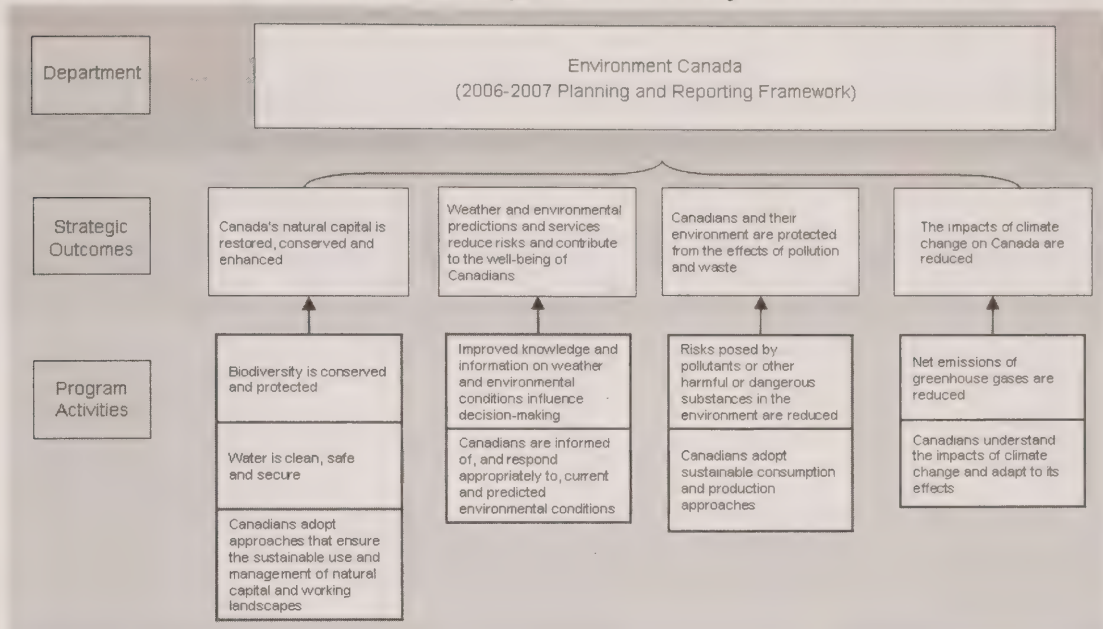 Department
Environment Canada
(2006-2007 Planning and Reporting Framework)
Strategic
Outcomes
Canada's natural capital is
restored, conserved and
enhanced
Weather and environmental
predictions and services
reduce risks and contribute
to the well-being of
Canadians
Canadians and their
environment are protected
from the effects of pollution
and waste
The impacts of climate
change on Canada are
reduced
Program
Activities
Biodiversity is conserved
and protected
Water is clean, safe
and secure
Canadians adopt
approaches that ensure
the sustainable use and
management of natural
capital and working
landscapes
Improved knowledge and
information on weather
and environmental
conditions influence
decision-making
Canadians are informed
of, and respond
appropriately to, current
and predicted
environmental conditions
Risks posed by
pollutants or other
harmful or dangerous
substances in the
environment are reduced
Canadians adopt
sustainable consumption
and production
approaches
Net emissions of
greenhouse gases are
reduced
Canadians understand
the impacts of climate
change and adapt to its
effects